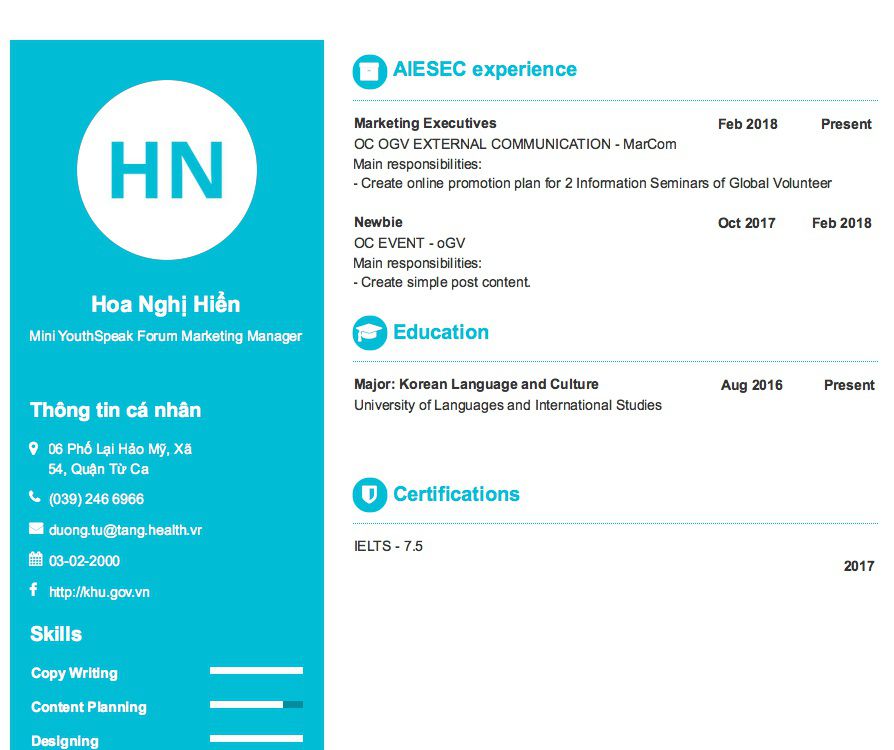 HN
Hoa Nghị Hiển
Mini YouthSpeak Forum Marketing Manager
Thông tin cá nhân
06 Phố Lại Hảo Mỹ, Xã
54, Quận Từ Ca
(039) 246 6966
duong.tu@tang.health.vr
03-02-2000
http://khu.gov.vn
Skills
Copy Writing
Content Planning
Designing
AIESEC experience
Marketing Executives Feb 2018 Present
OC OGV EXTERNAL COMMUNICATION - MarCom
Main responsibilities:
- Create online promotion plan for 2 Information Seminars of Global Volunteer
Newbie Oct 2017 Feb 2018
OC EVENT - oGV
Main responsibilities:
- Create simple post content.
Education
Major: Korean Language and Culture Aug 2016 Present
University of Languages and International Studies
Certifications
IELTS - 7.5
2017